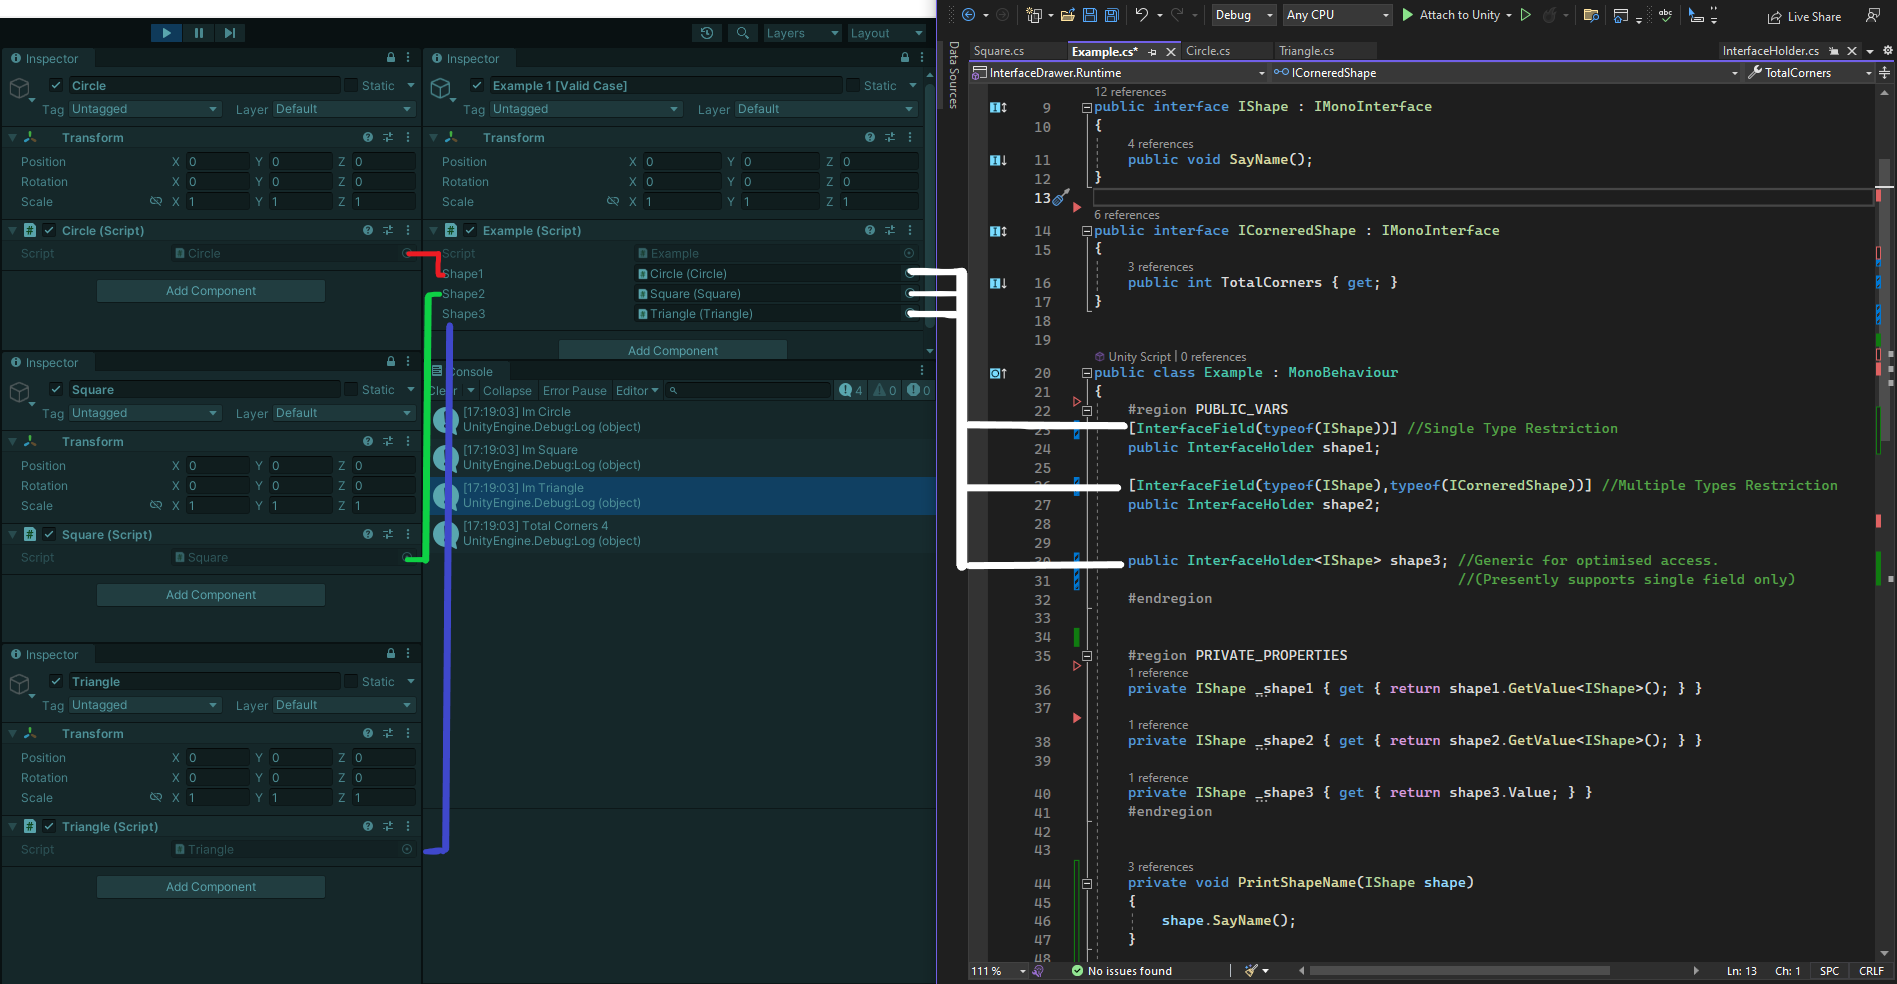 Layers
Layout
Inspector
Circle
Static
Tag Untagged
Layer Default
Transform
Position X 0 Y 0 Z 0
Rotation X 0 Y 0 Z 0
Scale X 1 Y 1 Z 1
Circle (Script)
Script Circle
Add Component
Inspector
Square
Static
Tag Untagged
Layer Default
Transform
Position X 0 Y 0 Z 0
Rotation X 0 Y 0 Z 0
Scale X 1 Y 1 Z 1
Square (Script)
Script Square
Add Component
Inspector
Triangle
Static
Tag Untagged
Layer Default
Transform
Position X 0 Y 0 Z 0
Rotation X 0 Y 0 Z 0
Scale X 1 Y 1 Z 1
Triangle (Script)
Script Triangle
Add Component
Inspector
Example 1 [Valid Case]
Static
Tag Untagged
Layer Default
Transform
Position X 0 Y 0 Z 0
Rotation X 0 Y 0 Z 0
Scale X 1 Y 1 Z 1
Example (Script)
Script Example
Shape1 Circle (Circle)
Shape2 Square (Square)
Shape3 Triangle (Triangle)
Add Component
Console
Clear Collapse Error Pause Editor 4 0 0
[17:19:03] Im Circle
UnityEngine.Debug:Log (object)
[17:19:03] Im Square
UnityEngine.Debug:Log (object)
[17:19:03] Im Triangle
UnityEngine.Debug:Log (object)
[17:19:03] Total Corners 4
UnityEngine.Debug:Log (object)
Debug Any CPU Attach to Unity Live Share
Data Sources
Square.cs Example.cs* Circle.cs Triangle.cs InterfaceHolder.cs
InterfaceDrawer.Runtime ICorneredShape TotalCorners
12 references
9 public interface IShape : IMonoInterface
10 {
4 references
11 public void SayName();
12 }
13
6 references
14 public interface ICorneredShape : IMonoInterface
15 {
3 references
16 public int TotalCorners { get; }
17 }
18
19
Unity Script | 0 references
20 public class Example : MonoBehaviour
21 {
22 #region PUBLIC_VARS
23 [InterfaceField(typeof(IShape))] //Single Type Restriction
24 public InterfaceHolder shape1;
25
26 [InterfaceField(typeof(IShape),typeof(ICorneredShape))] //Multiple Types Restriction
27 public InterfaceHolder shape2;
28
29
30 public InterfaceHolder<IShape> shape3; //Generic for optimised access.
31 //(Presently supports single field only)
32 #endregion
33
34
35 #region PRIVATE_PROPERTIES
1 reference
36 private IShape _shape1 { get { return shape1.GetValue<IShape>(); } }
37
1 reference
38 private IShape _shape2 { get { return shape2.GetValue<IShape>(); } }
39
1 reference
40 private IShape _shape3 { get { return shape3.Value; } }
41 #endregion
42
43
3 references
44 private void PrintShapeName(IShape shape)
45 {
46 shape.SayName();
47 }
48
111 % No issues found Ln: 13 Ch: 1 SPC CRLF